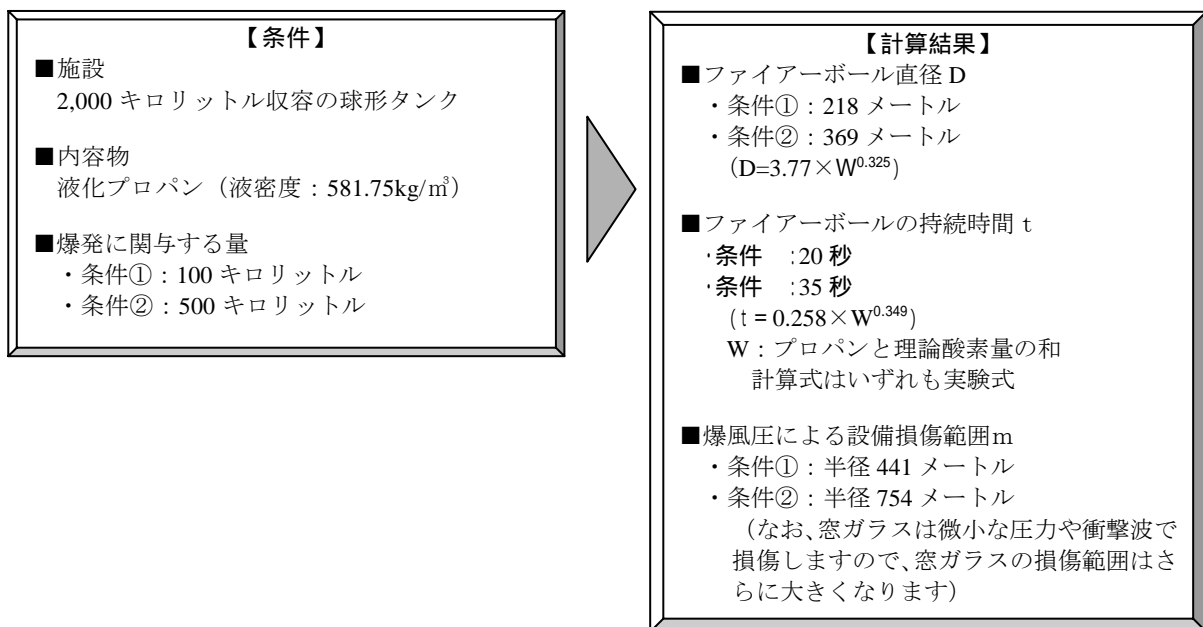 【条件】
■施設
2,000 キロリットル収容の球形タンク
■内容物
液化プロパン（液密度：581.75kg/㎥）
■爆発に関与する量
・条件①：100 キロリットル
・条件②：500 キロリットル
【計算結果】
■ファイアーボール直径 D
・条件①：218 メートル
・条件②：369 メートル
（D=3.77×W^0.325）
■ファイアーボールの持続時間 t
･条件　:20 秒
･条件　:35 秒
（t = 0.258×W^0.349）
W：プロパンと理論酸素量の和
計算式はいずれも実験式
■爆風圧による設備損傷範囲m
・条件①：半径 441 メートル
・条件②：半径 754 メートル
（なお､窓ガラスは微小な圧力や衝撃波で
損傷しますので､窓ガラスの損傷範囲はさ
らに大きくなります）